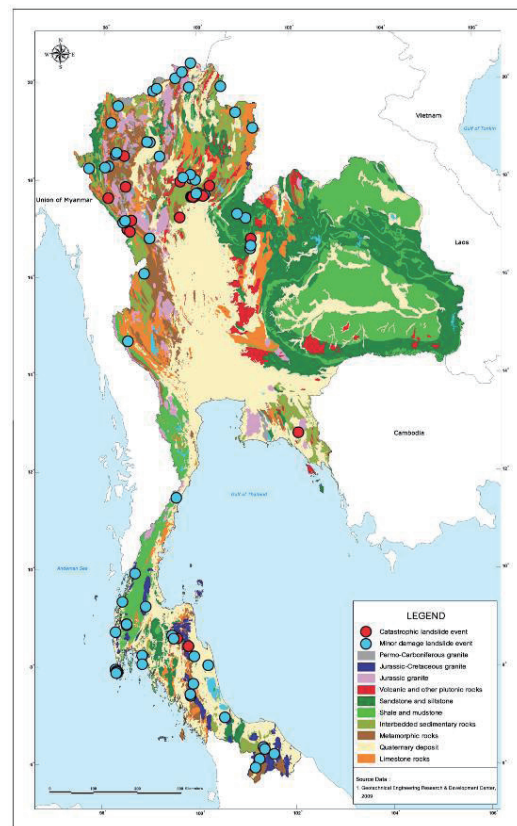 Vietnam
Gulf of Tonkin
Union of Myanmar
Laos
Cambodia
Gulf of Thailand
Andaman Sea
LEGEND
Catastrophic landslide event
Minor damage landslide event
Permo-Carboniferous granite
Jurassic-Cretaceous granite
Jurassic granite
Volcanic and other plutonic rocks
Sandstone and siltstone
Shale and mudstone
Interbedded sedimentary rocks
Metamorphic rocks
Quaternary deposit
Limestone rocks
Source Data :
1. Geotechnical Engineering Research & Development Center,
2009